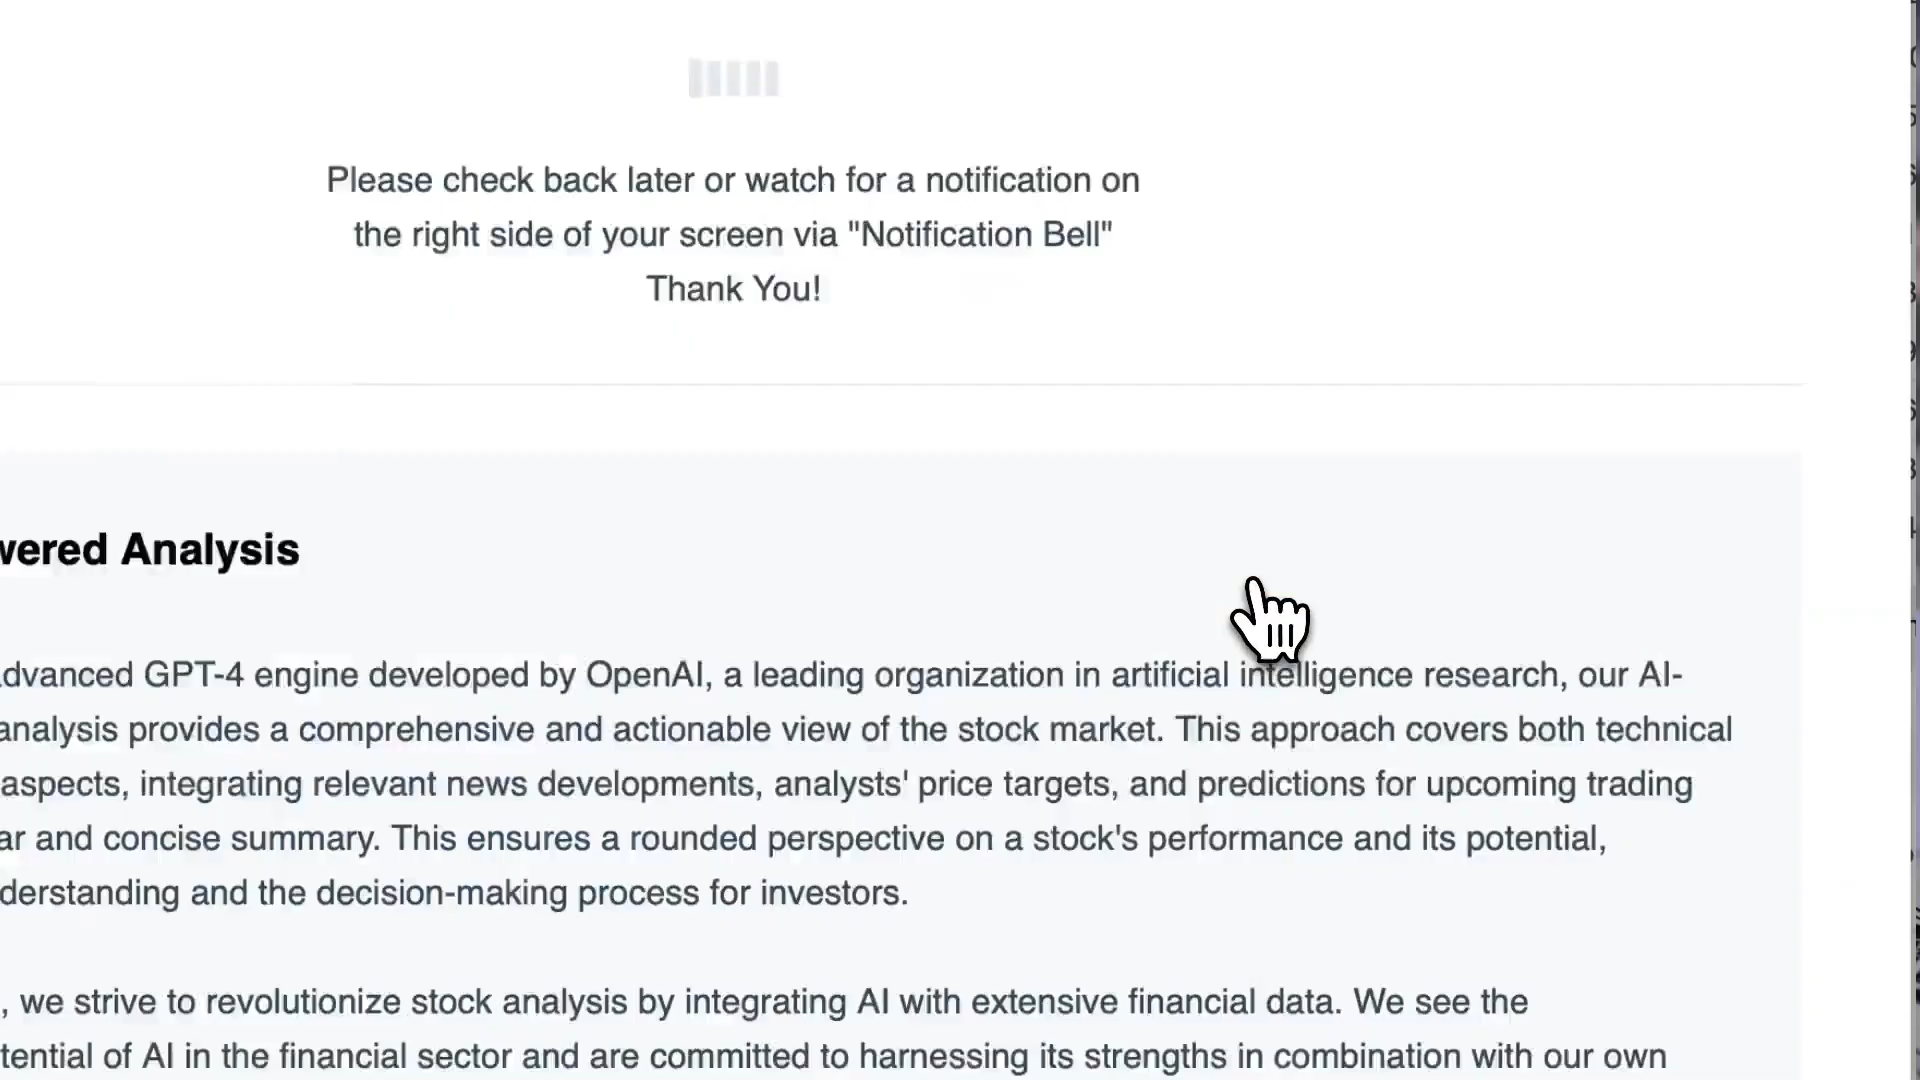 Please check back later or watch for a notification on
the right side of your screen via "Notification Bell"
Thank You!
wered Analysis
dvanced GPT-4 engine developed by OpenAI, a leading organization in artificial intelligence research, our AI-
analysis provides a comprehensive and actionable view of the stock market. This approach covers both technical
aspects, integrating relevant news developments, analysts' price targets, and predictions for upcoming trading
ar and concise summary. This ensures a rounded perspective on a stock's performance and its potential,
derstanding and the decision-making process for investors.
, we strive to revolutionize stock analysis by integrating AI with extensive financial data. We see the
tential of AI in the financial sector and are committed to harnessing its strengths in combination with our own